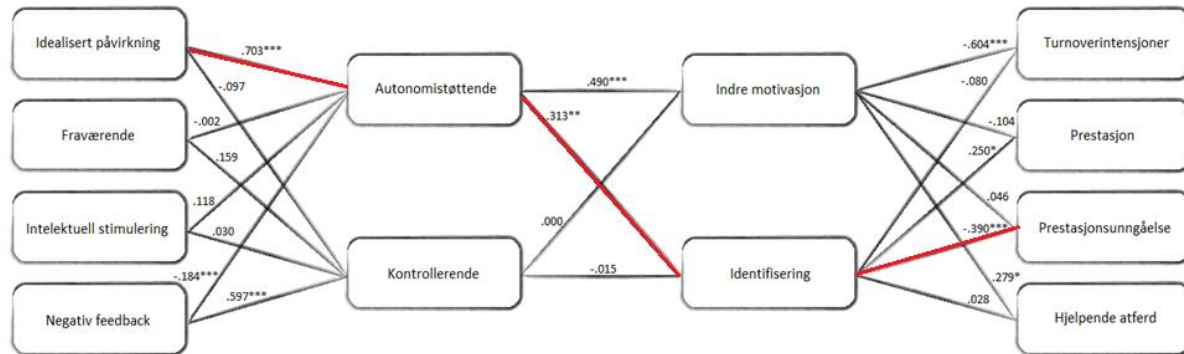 Idealisert påvirkning
.703***
-.604***
Turnoverintensjoner
-.097
Autonomistøttende
.490***
Indre motivasjon
-.080
-.002
.313**
-.104
Fraværende
Prestasjon
.159
.250*
.118
.046
Intelektuell stimulering
.030
.000
-.390***
Prestasjonsunngåelse
-.184***
Kontrollerende
-.015
Identifisering
.279*
.597***
.028
Negativ feedback
Hjelpende atferd